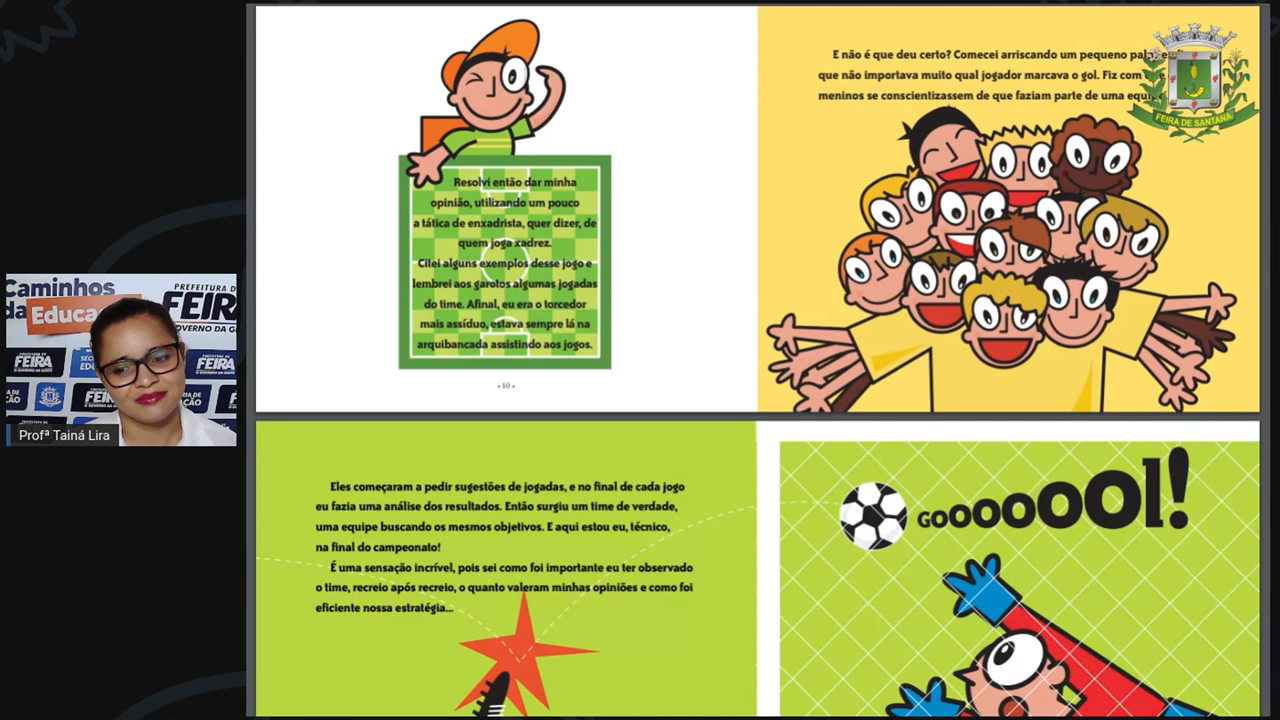 Resolvi então dar minha
opinião, utilizando um pouco
a tática de enxadrista, quer dizer, de
quem joga xadrez.
Citei alguns exemplos desse jogo e
lembrei aos garotos algumas jogadas
do time. Afinal, eu era o torcedor
mais assíduo, estava sempre lá na
arquibancada assistindo aos jogos.
• 10 •
E não é que deu certo? Comecei arriscando um pequeno
que não importava muito qual jogador marcava o gol. Fiz com
meninos se conscientizassem de que faziam parte de uma
FEIRA DE SANTANA
Eles começaram a pedir sugestões de jogadas, e no final de cada jogo
eu fazia uma análise dos resultados. Então surgiu um time de verdade,
uma equipe buscando os mesmos objetivos. E aqui estou eu, técnico,
na final do campeonato!
É uma sensação incrível, pois sei como foi importante eu ter observado
o time, recreio após recreio, o quanto valeram minhas opiniões e como foi
eficiente nossa estratégia...
GOOOOOOOl!
Caminhos
da Educa
PREFEITURA D
FEIRA
GOVERNO DA G
FEIRA
FEIRA
Profª Tainá Lira